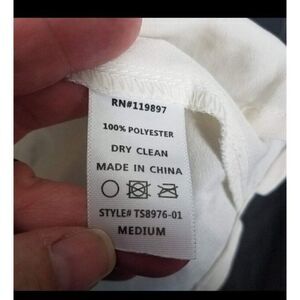 RN#119897
100% POLYESTER
DRY CLEAN
MADE IN CHINA
STYLE# TS8976-01
MEDIUM